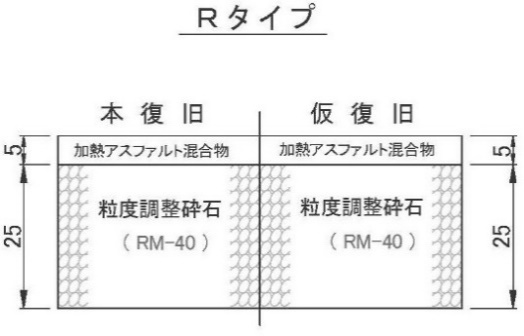 Rタイプ
本復旧 仮復旧
5 加熱アスファルト混合物 加熱アスファルト混合物 5
25 粒度調整砕石 粒度調整砕石 25
(RM-40) (RM-40)